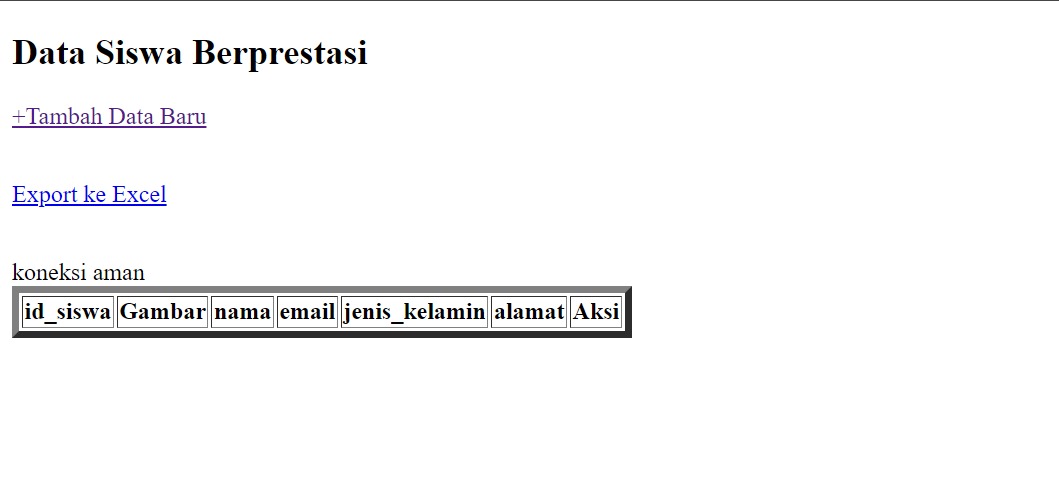 Data Siswa Berprestasi
+Tambah Data Baru
Export ke Excel
koneksi aman
id_siswa Gambar nama email jenis_kelamin alamat Aksi